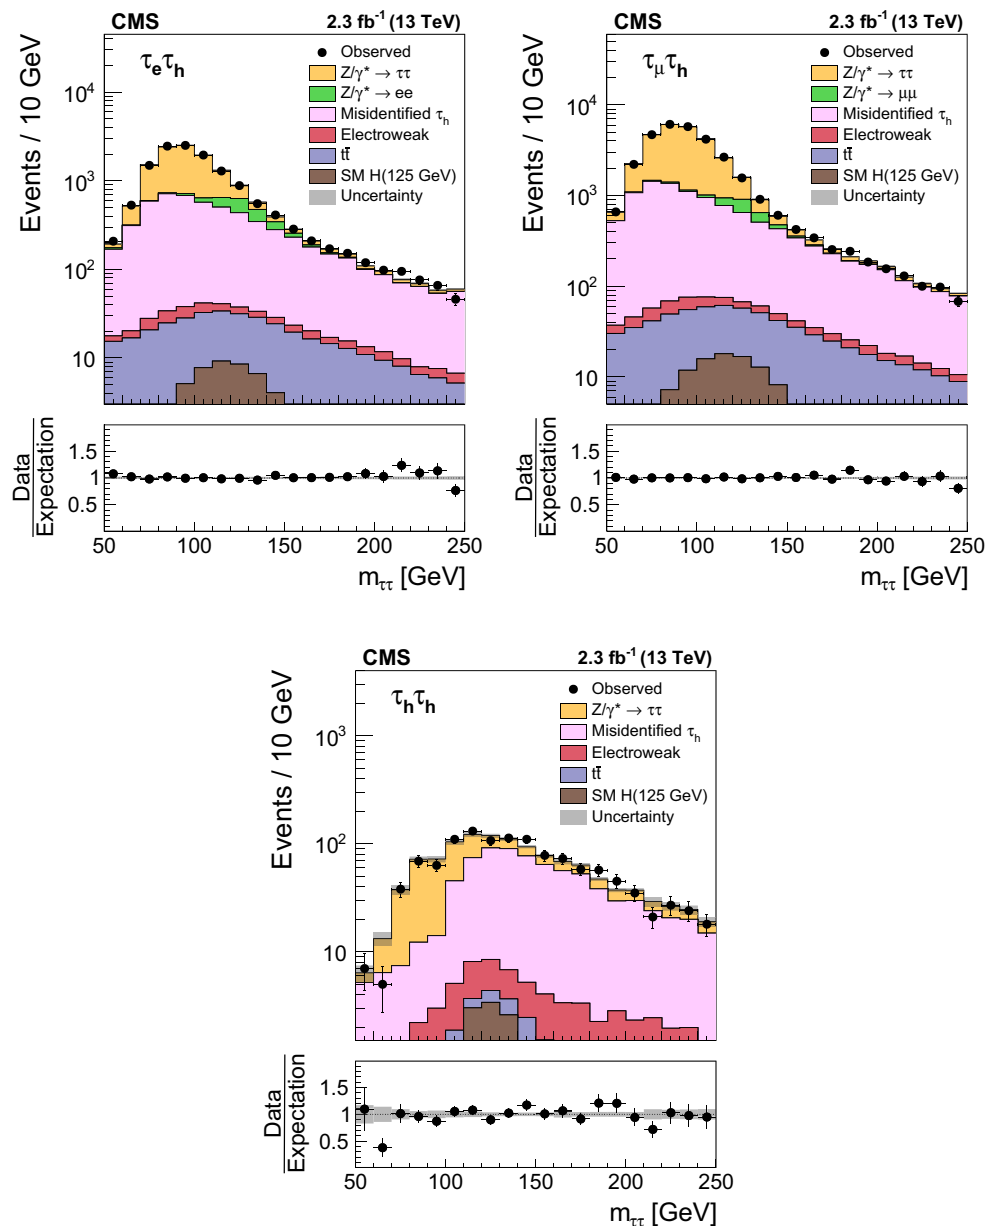 CMS 2.3 fb⁻¹ (13 TeV)
τₑτₕ
Observed
Z/γ* → ττ
Z/γ* → ee
Misidentified τₕ
Electroweak
tt̄
SM H(125 GeV)
Uncertainty
Events / 10 GeV
10⁴
10³
10²
10
Data
Expectation
1.5
1
0.5
50 100 150 200 250
m_ττ [GeV]
CMS 2.3 fb⁻¹ (13 TeV)
τ_μτₕ
Observed
Z/γ* → ττ
Z/γ* → μμ
Misidentified τₕ
Electroweak
tt̄
SM H(125 GeV)
Uncertainty
Events / 10 GeV
10⁴
10³
10²
10
Data
Expectation
1.5
1
0.5
50 100 150 200 250
m_ττ [GeV]
CMS 2.3 fb⁻¹ (13 TeV)
τₕτₕ
Observed
Z/γ* → ττ
Misidentified τₕ
Electroweak
tt̄
SM H(125 GeV)
Uncertainty
Events / 10 GeV
10³
10²
10
Data
Expectation
1.5
1
0.5
50 100 150 200 250
m_ττ [GeV]